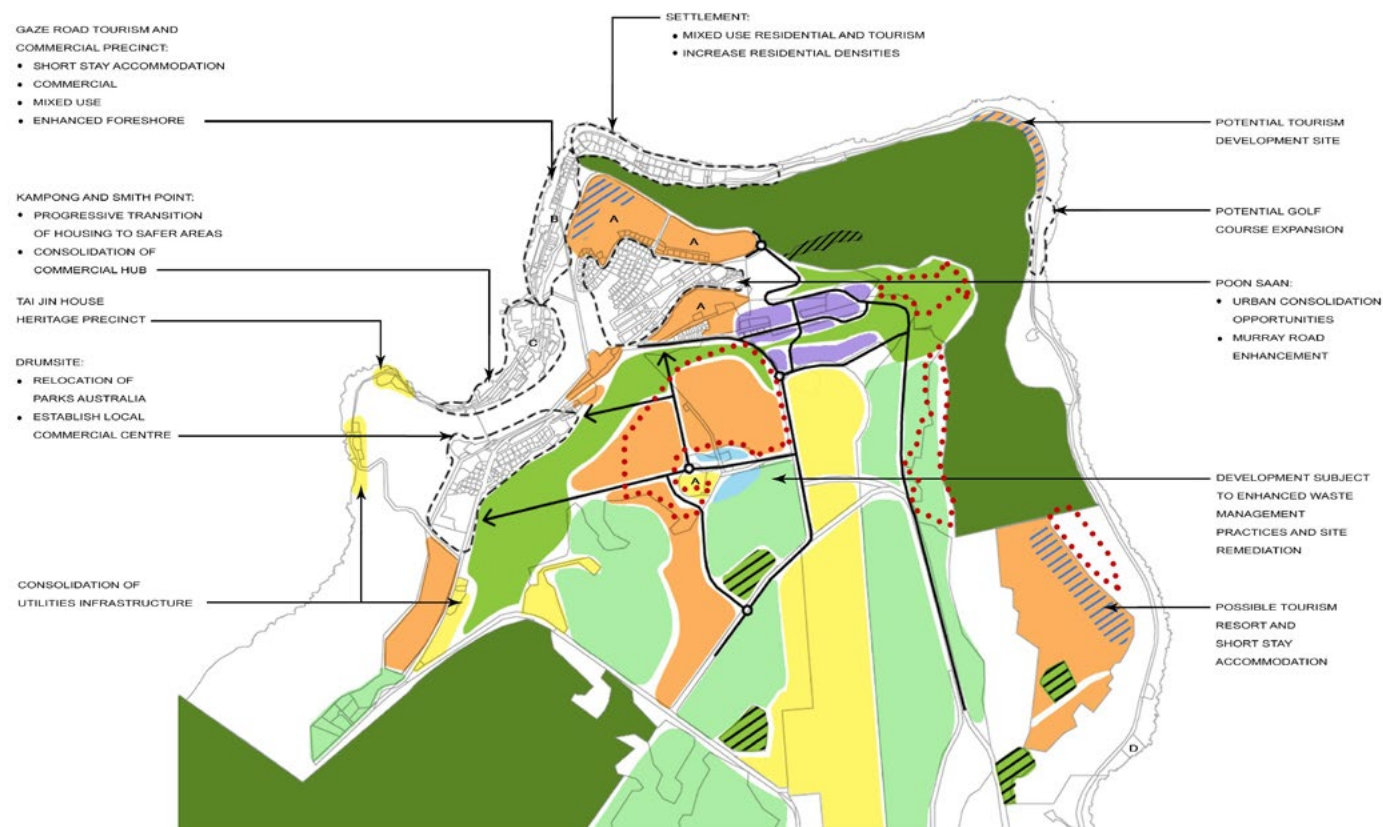 GAZE ROAD TOURISM AND
COMMERCIAL PRECINCT:
• SHORT STAY ACCOMMODATION
• COMMERCIAL
• MIXED USE
• ENHANCED FORESHORE
KAMPONG AND SMITH POINT:
• PROGRESSIVE TRANSITION
OF HOUSING TO SAFER AREAS
• CONSOLIDATION OF
COMMERCIAL HUB
TAI JIN HOUSE
HERITAGE PRECINCT
DRUMSITE:
• RELOCATION OF
PARKS AUSTRALIA
• ESTABLISH LOCAL
COMMERCIAL CENTRE
CONSOLIDATION OF
UTILITIES INFRASTRUCTURE
SETTLEMENT:
• MIXED USE RESIDENTIAL AND TOURISM
• INCREASE RESIDENTIAL DENSITIES
B
A
A
A
C
A
D
POTENTIAL TOURISM
DEVELOPMENT SITE
POTENTIAL GOLF
COURSE EXPANSION
POON SAAN:
• URBAN CONSOLIDATION
OPPORTUNITIES
• MURRAY ROAD
ENHANCEMENT
DEVELOPMENT SUBJECT
TO ENHANCED WASTE
MANAGEMENT
PRACTICES AND SITE
REMEDIATION
POSSIBLE TOURISM
RESORT AND
SHORT STAY
ACCOMMODATION